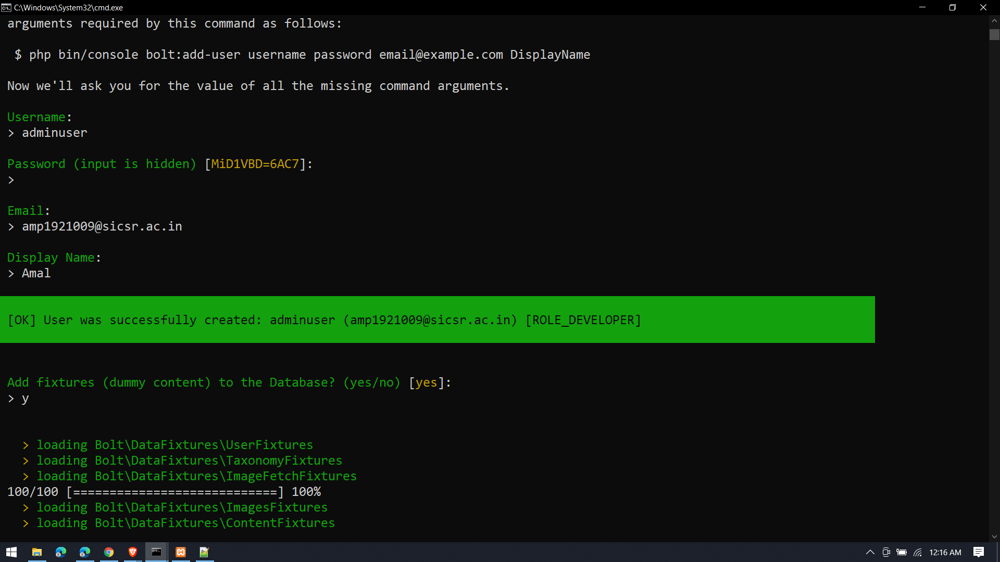 C:\Windows\System32\cmd.exe
arguments required by this command as follows:
$ php bin/console bolt:add-user username password email@example.com DisplayName
Now we'll ask you for the value of all the missing command arguments.
Username:
> adminuser
Password (input is hidden) [MiD1VBD=6AC7]:
>
Email:
> amp1921009@sicsr.ac.in
Display Name:
> Amal
[OK] User was successfully created: adminuser (amp1921009@sicsr.ac.in) [ROLE_DEVELOPER]
Add fixtures (dummy content) to the Database? (yes/no) [yes]:
> y
> loading Bolt\DataFixtures\UserFixtures
> loading Bolt\DataFixtures\TaxonomyFixtures
> loading Bolt\DataFixtures\ImageFetchFixtures
100/100 [============================] 100%
> loading Bolt\DataFixtures\ImagesFixtures
> loading Bolt\DataFixtures\ContentFixtures
12:16 AM